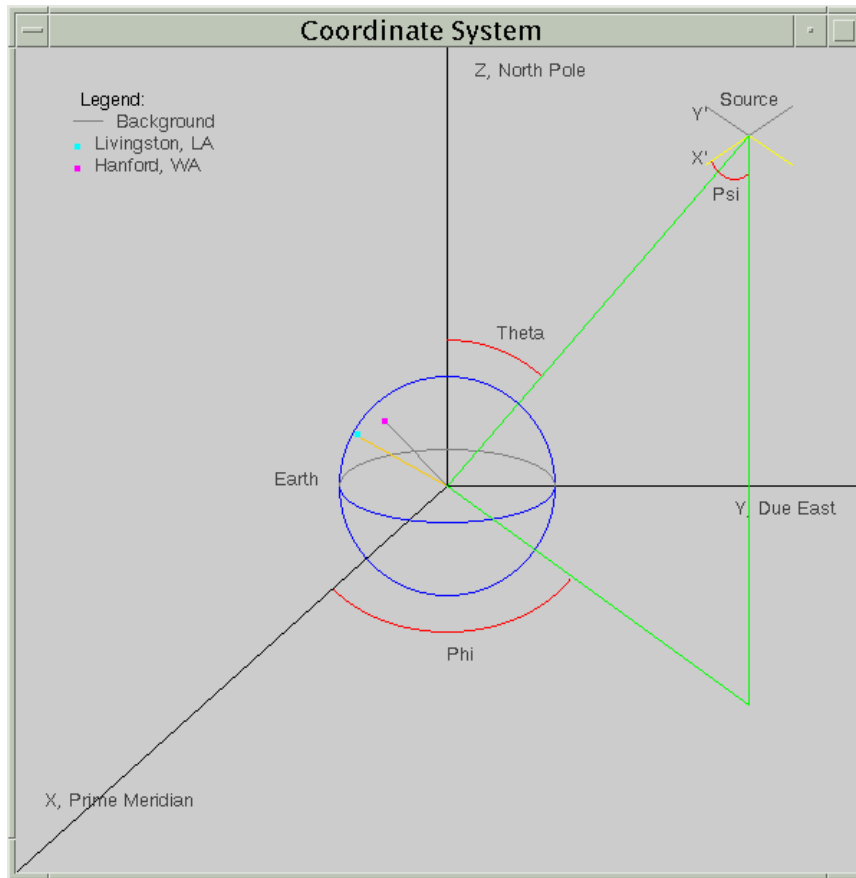 Coordinate System
Z, North Pole
Legend:
Background
Livingston, LA
Hanford, WA
Source
Y'
X'
Psi
Theta
Earth
Y, Due East
Phi
X, Prime Meridian